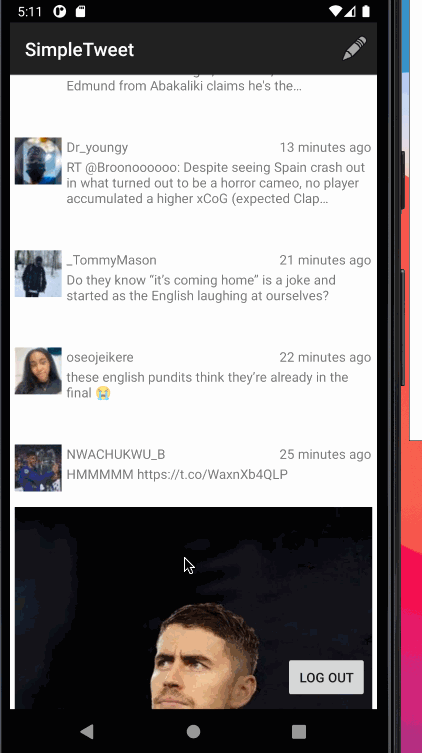 5:11
SimpleTweet
Edmund from Abakaliki claims he's the…
Dr_youngy 13 minutes ago
RT @Broonoooooo: Despite seeing Spain crash out
in what turned out to be a horror cameo, no player
accumulated a higher xCoG (expected Clap…
_TommyMason 21 minutes ago
Do they know “it’s coming home” is a joke and
started as the English laughing at ourselves?
oseojeikere 22 minutes ago
these english pundits think they’re already in the
final 😭
NWACHUKWU_B 25 minutes ago
HMMMMM https://t.co/WaxnXb4QLP
LOG OUT